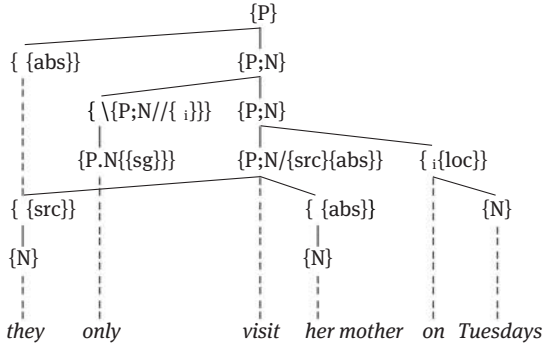 {P}
{ {abs}} {P;N}
{ \{P;N//{ i}}} {P;N}
{P.N{{sg}}} {P;N/{src}{abs}} { i{loc}}
{ {src}} { {abs}} {N}
{N} {N}
they only visit her mother on Tuesdays